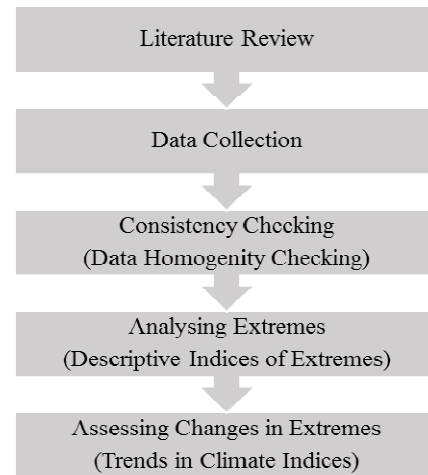 Literature Review
Data Collection
Consistency Checking
(Data Homogenity Checking)
Analysing Extremes
(Descriptive Indices of Extremes)
Assessing Changes in Extremes
(Trends in Climate Indices)